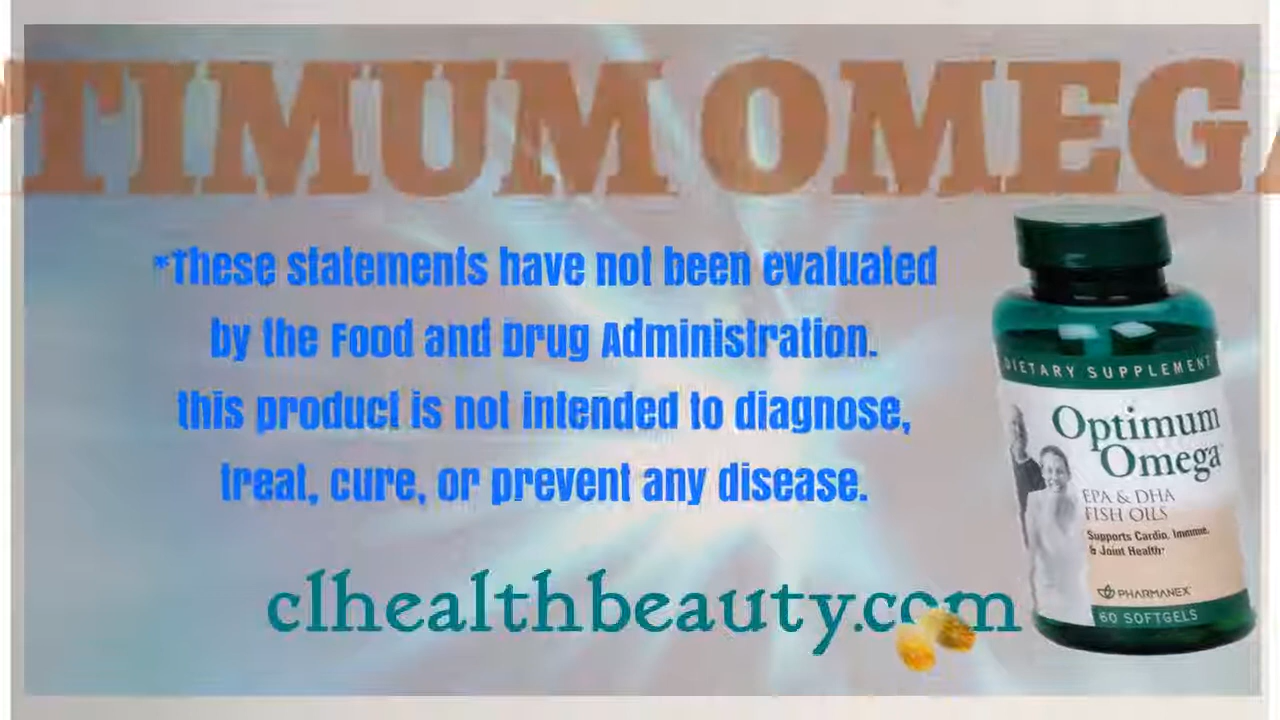 TIMUM OMEGA
*These statements have not been evaluated
by the Food and Drug Administration.
this product is not intended to diagnose,
treat, cure, or prevent any disease.
clhealthbeauty.com
DIETARY SUPPLEMENT
Optimum
Omega
EPA & DHA
FISH OILS
Supports Cardio, Immune,
& Joint Health*
PHARMANEX
60 SOFTGELS